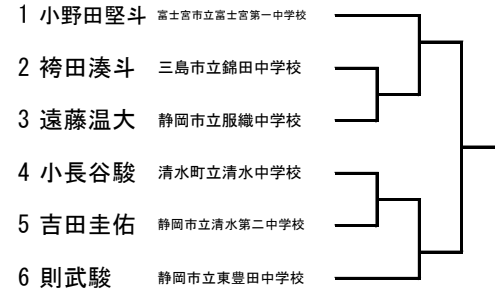 1 小野田堅斗 富士宮市立富士宮第一中学校
2 袴田湊斗 三島市立錦田中学校
3 遠藤温大 静岡市立服織中学校
4 小長谷駿 清水町立清水中学校
5 吉田圭佑 静岡市立清水第二中学校
6 則武駿 静岡市立東豊田中学校